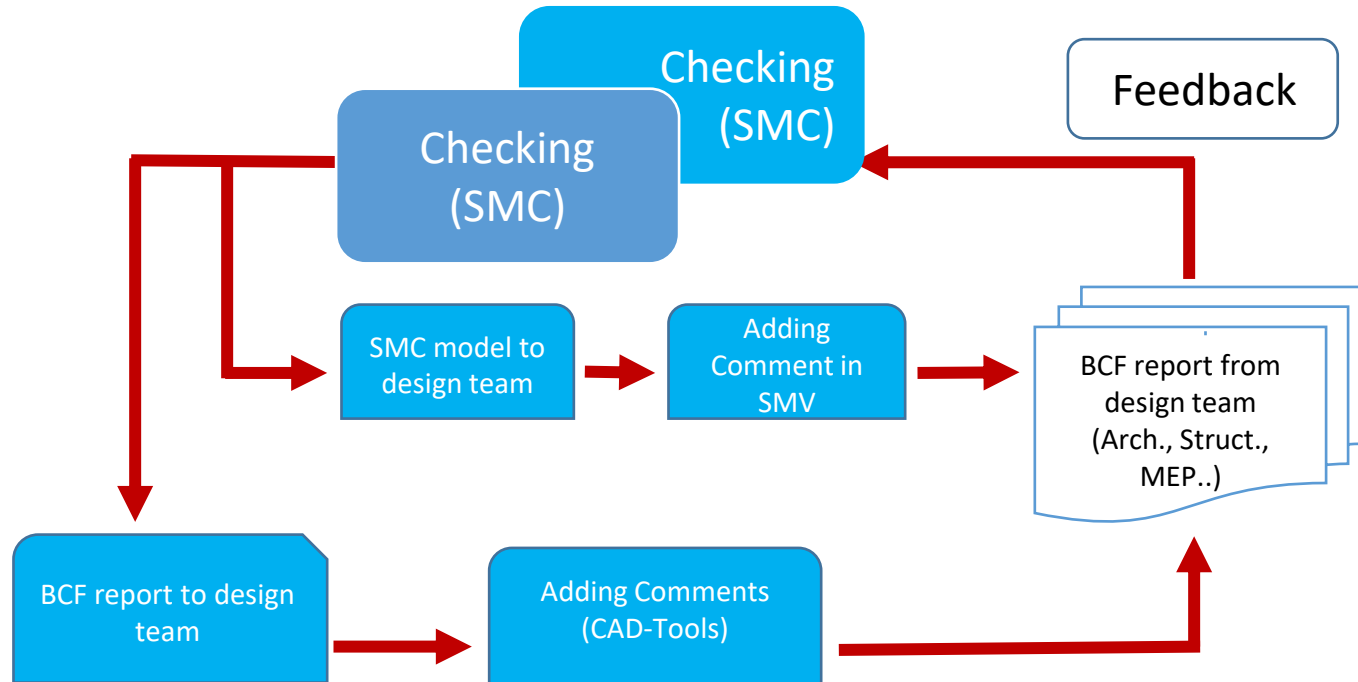 Checking
(SMC)
Feedback
Checking
(SMC)
SMC model to
design team
Adding
Comment in
SMV
BCF report from
design team
(Arch., Struct.,
MEP..)
BCF report to design
team
Adding Comments
(CAD-Tools)